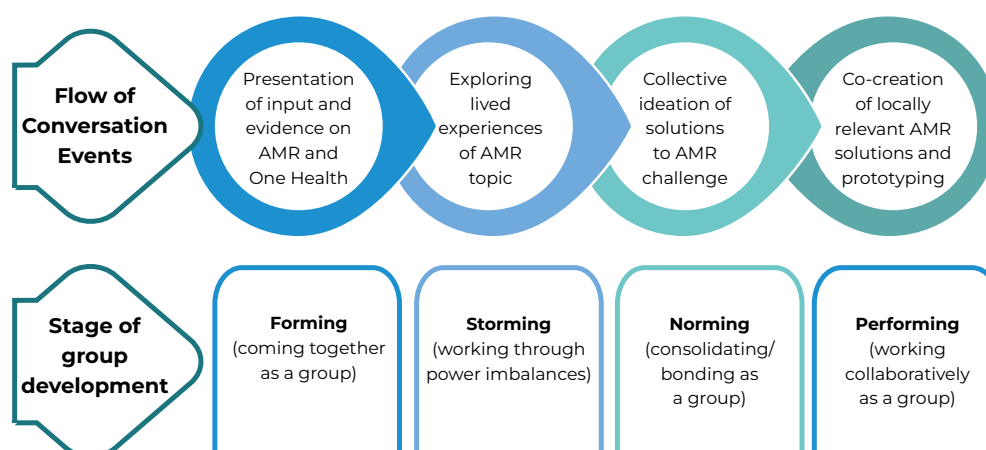 Flow of
Conversation
Events
Presentation
of input and
evidence on
AMR and
One Health
Exploring
lived
experiences
of AMR
topic
Collective
ideation of
solutions
to AMR
challenge
Co-creation
of locally
relevant AMR
solutions and
prototyping
Stage of
group
development
Forming
(coming together
as a group)
Storming
(working through
power imbalances)
Norming
(consolidating/
bonding as
a group)
Performing
(working
collaboratively
as a group)